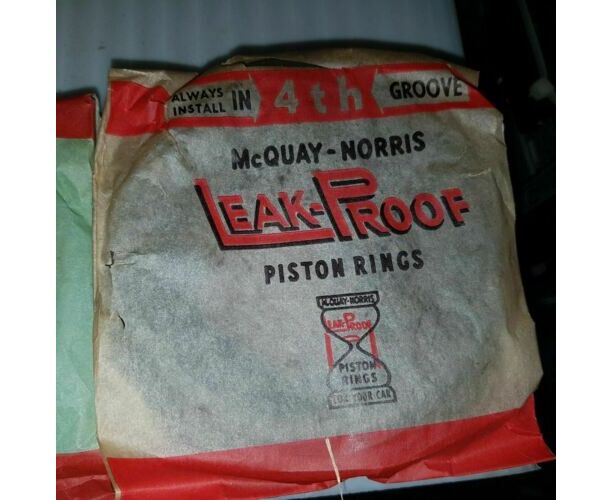 ALWAYS INSTALL IN 4th GROOVE
McQUAY-NORRIS
LEAK-PROOF
PISTON RINGS
McQUAY-NORRIS
LEAK-PROOF
PISTON
RINGS
FOR YOUR CAR